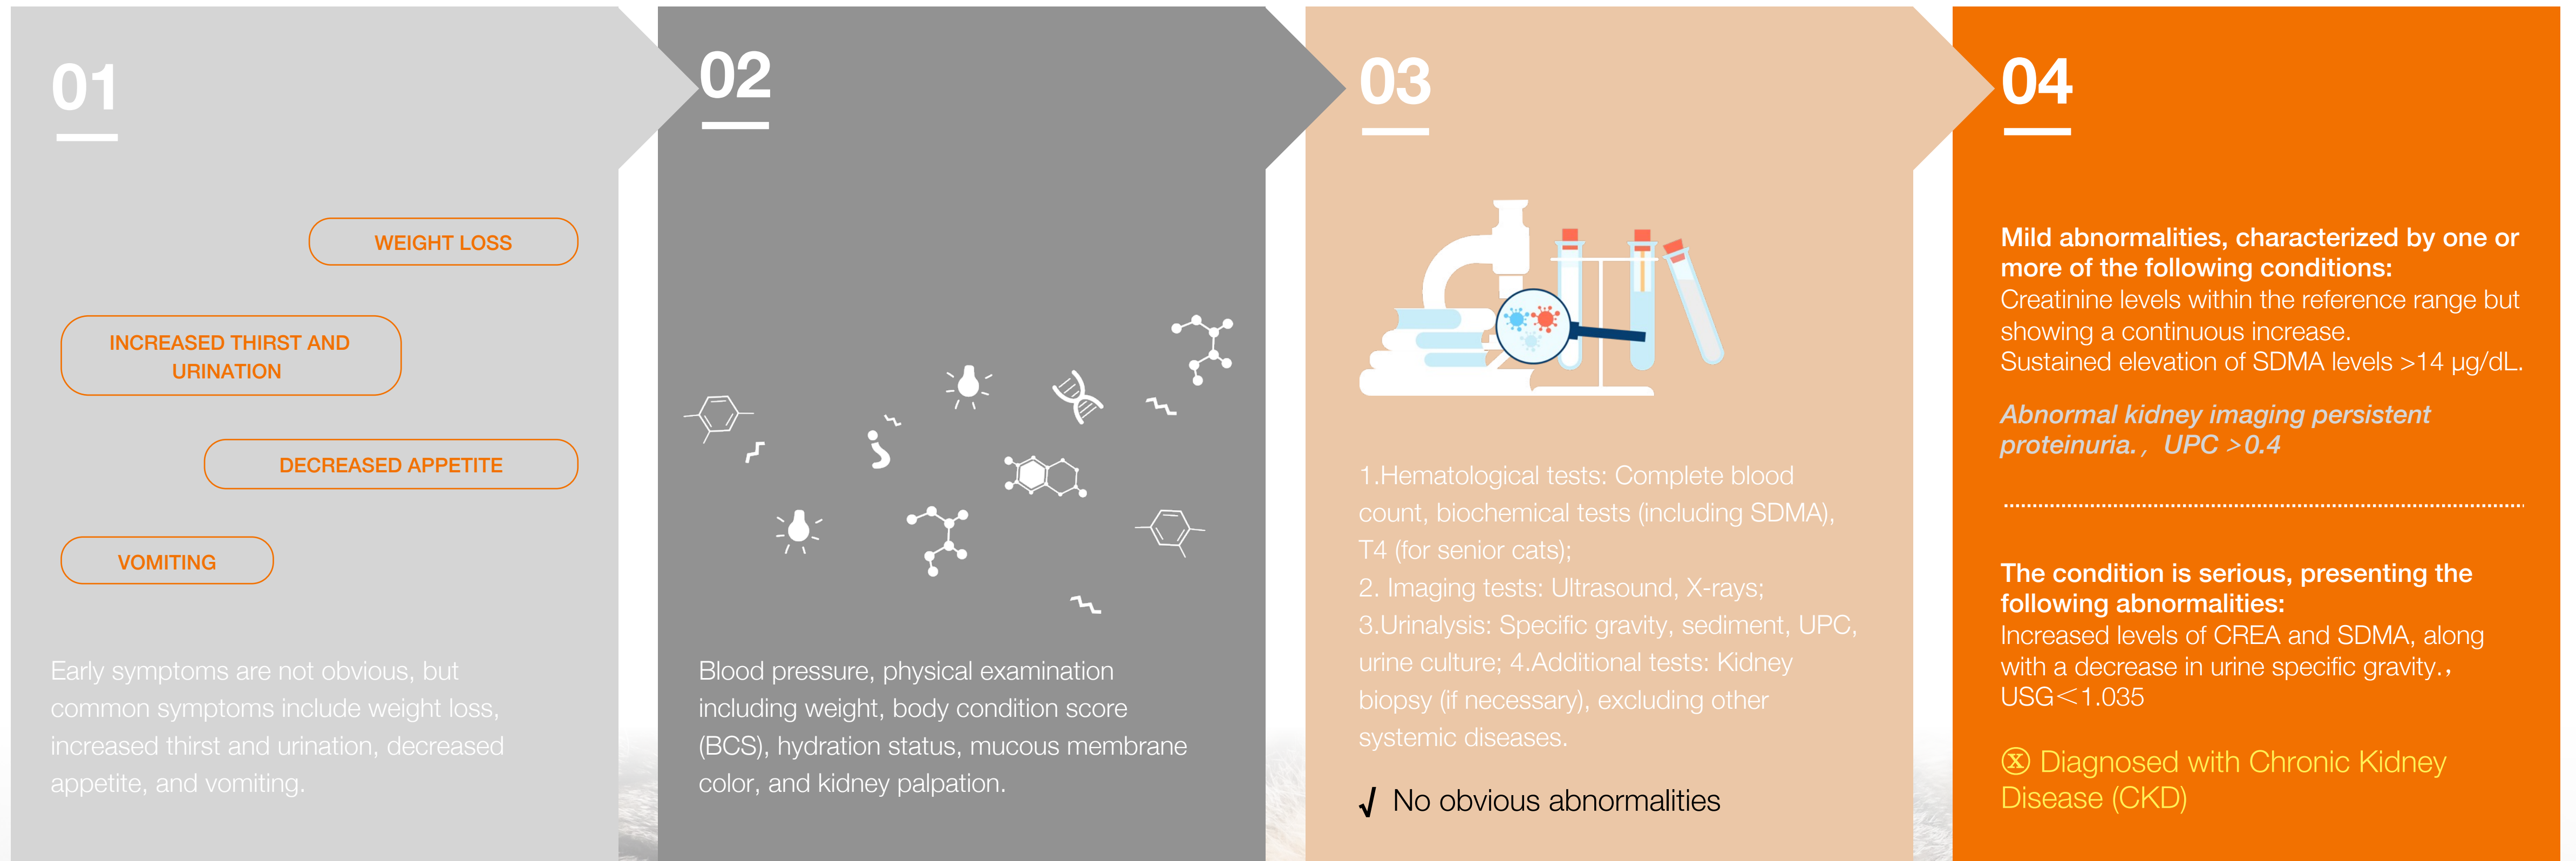 01
WEIGHT LOSS
INCREASED THIRST AND
URINATION
DECREASED APPETITE
VOMITING
Early symptoms are not obvious, but
common symptoms include weight loss,
increased thirst and urination, decreased
appetite, and vomiting.
02
Blood pressure, physical examination
including weight, body condition score
(BCS), hydration status, mucous membrane
color, and kidney palpation.
03
1.Hematological tests: Complete blood
count, biochemical tests (including SDMA),
T4 (for senior cats);
2. Imaging tests: Ultrasound, X-rays;
3.Urinalysis: Specific gravity, sediment, UPC,
urine culture; 4.Additional tests: Kidney
biopsy (if necessary), excluding other
systemic diseases.
√ No obvious abnormalities
04
Mild abnormalities, characterized by one or
more of the following conditions:
Creatinine levels within the reference range but
showing a continuous increase.
Sustained elevation of SDMA levels >14 μg/dL.
Abnormal kidney imaging persistent
proteinuria.，UPC >0.4
The condition is serious, presenting the
following abnormalities:
Increased levels of CREA and SDMA, along
with a decrease in urine specific gravity.，
USG＜1.035
ⓧ Diagnosed with Chronic Kidney
Disease (CKD)